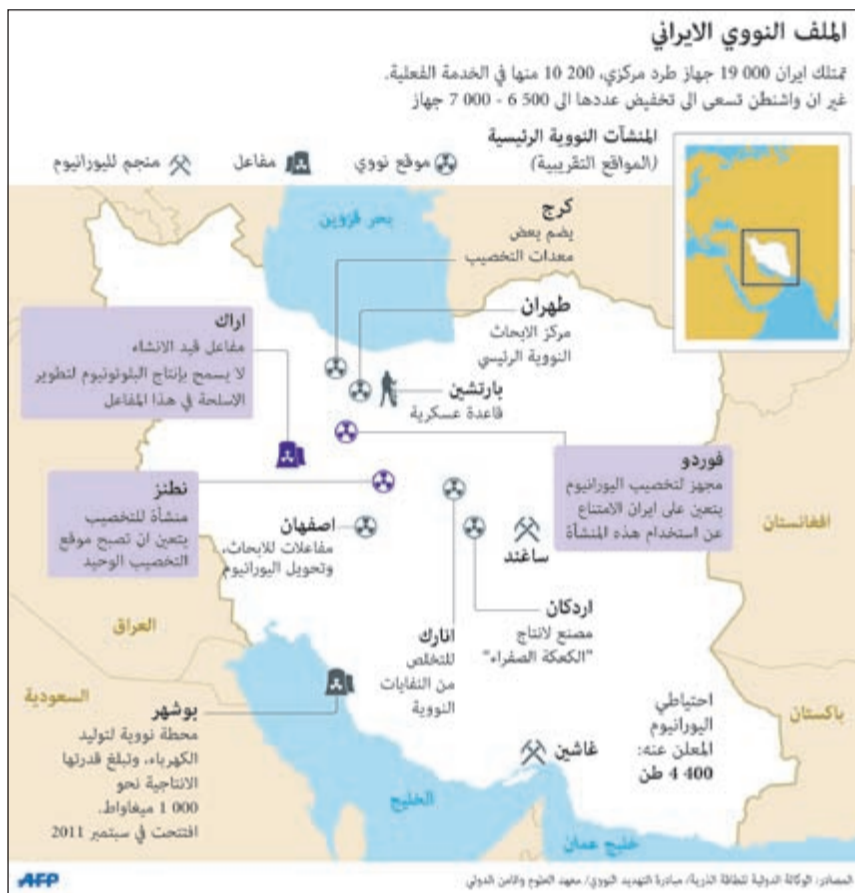 الملف النووي الايراني
تمتلك ايران 000 19 جهاز طرد مركزي، 200 10 منها في الخدمة الفعلية.
غير ان واشنطن تسعى الى تخفيض عددها الى 500 6 - 000 7 جهاز
المنشآت النووية الرئيسية
(المواقع التقريبية)
موقع نووي
مفاعل
منجم لليورانيوم
بحر قزوين
كرج
يضم بعض
معدات التخصيب
طهران
مركز الابحاث
النووية الرئيسي
بارتشين
قاعدة عسكرية
اراك
مفاعل قيد الانشاء
لا يسمح بإنتاج البلوتونيوم لتطوير
الاسلحة في هذا المفاعل
فوردو
مجهز لتخصيب اليورانيوم
يتعين على ايران الامتناع
عن استخدام هذه المنشأة
نطنز
منشأة للتخصيب
يتعين ان تصبح موقع
التخصيب الوحيد
اصفهان
مفاعلات للابحاث،
وتحويل اليورانيوم
ساغند
افغانستان
اردكان
مصنع لانتاج
"الكعكة الصفراء"
انارك
للتخلص
من النفايات
النووية
العراق
السعودية
بوشهر
محطة نووية لتوليد
الكهرباء، وتبلغ قدرتها
الانتاجية نحو
000 1 ميغاواط.
افتتحت في سبتمبر 2011
احتياطي
اليورانيوم
المعلن عنه:
400 4 طن
باكستان
غاشين
الخليج
خليج عمان
المصادر: الوكالة الدولية للطاقة الذرية/ مبادرة التهديد النووي/ معهد العلوم والامن الدولي
AFP